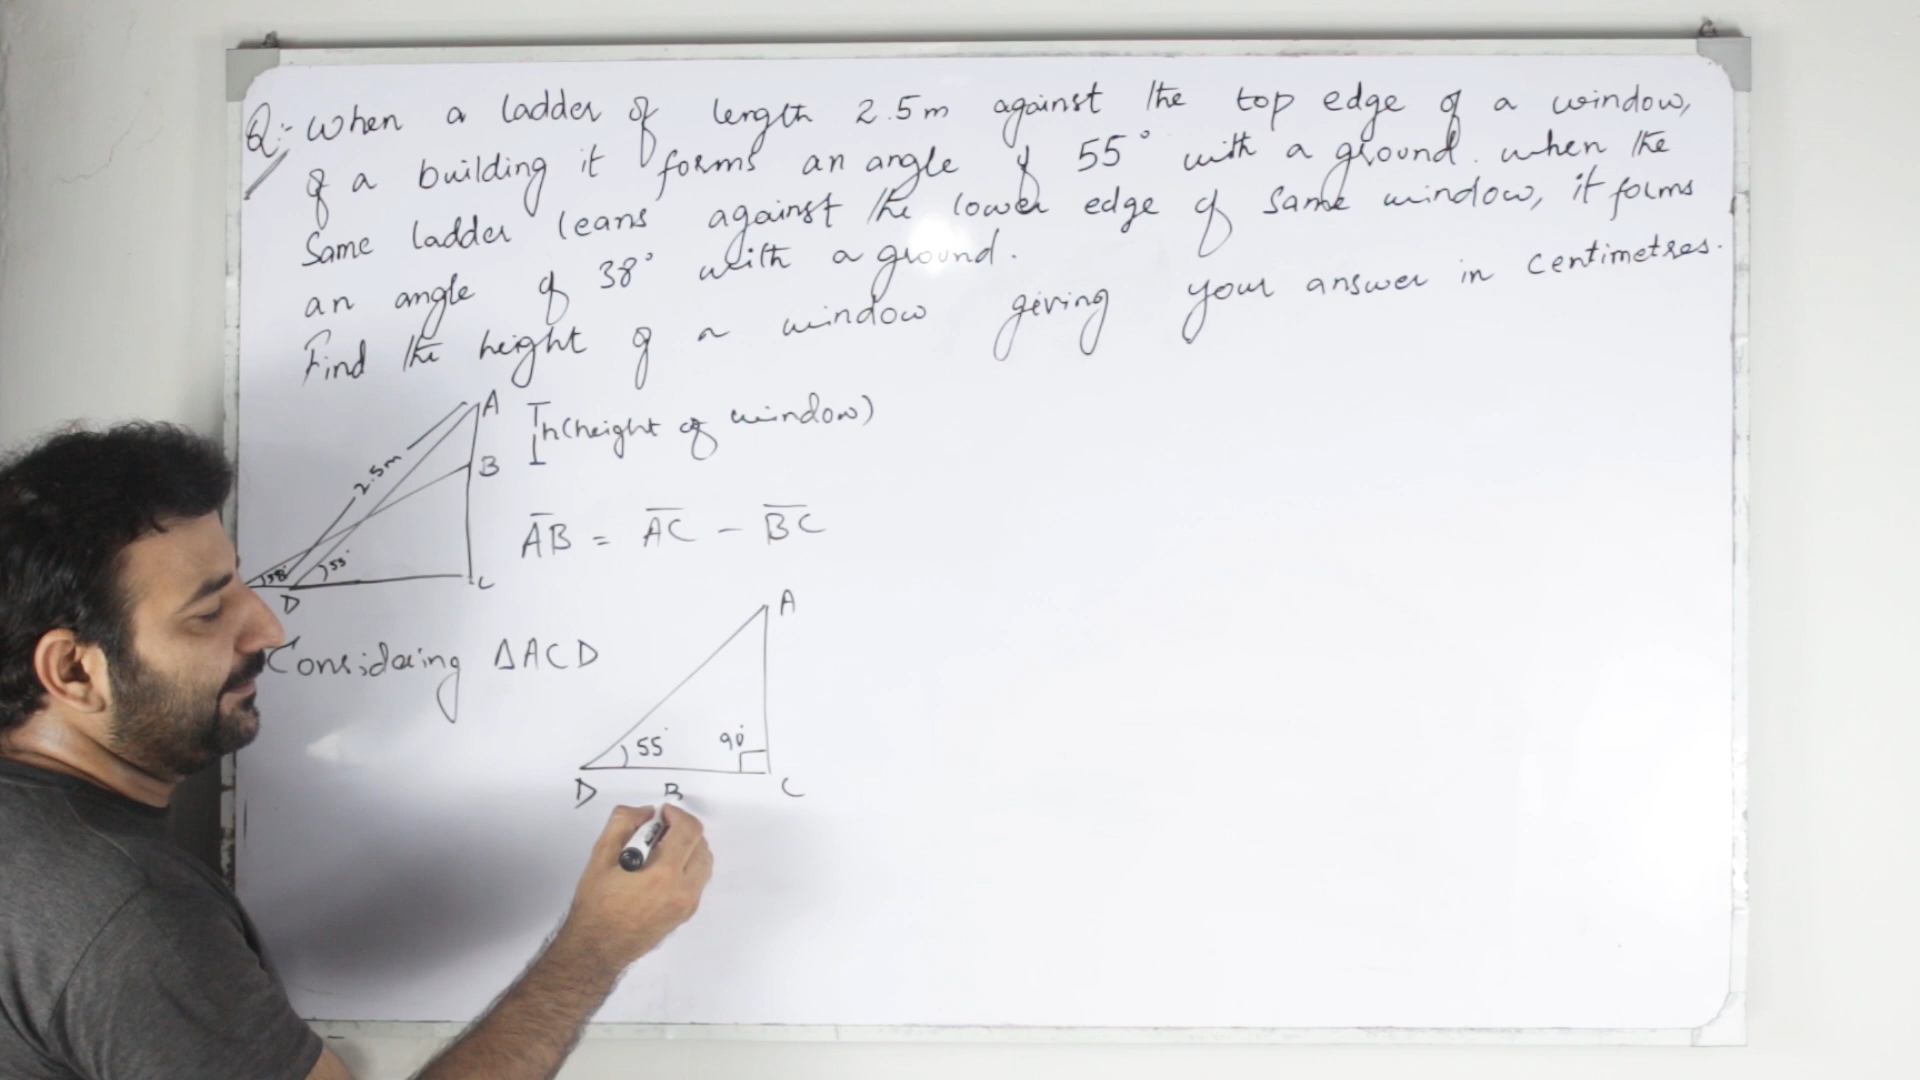 Q:- When a ladder of length 2.5m against the top edge of a window,
of a building it forms an angle of 55° with a ground. when the
Same ladder leans against the lower edge of same window, it forms
an angle of 38° with a ground.
Find the height of a window giving your answer in centimetres.
A
h(height of window)
2.5m
B
AB = AC - BC
38°
55°
C
D
A
Considering ΔACD
55°
90°
D
B
C